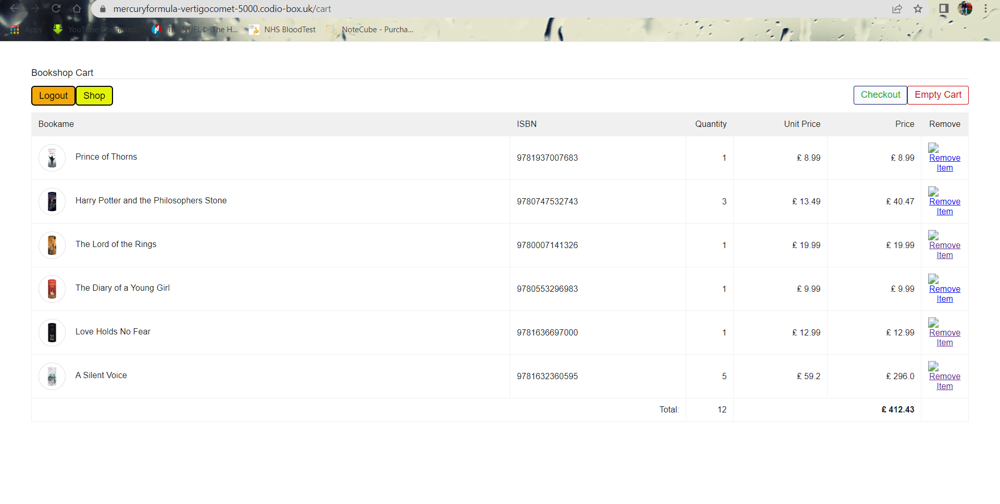 mercuryformula-vertigocomet-5000.codio-box.uk/cart
Apps YouTube Download... The NUEL ▷ The H... NHS BloodTest NoteCube - Purcha...
Bookshop Cart
Logout Shop Checkout Empty Cart
Bookame ISBN Quantity Unit Price Price Remove
Prince of Thorns 9781937007683 1 £ 8.99 £ 8.99 Remove
Item
Harry Potter and the Philosophers Stone 9780747532743 3 £ 13.49 £ 40.47 Remove
Item
The Lord of the Rings 9780007141326 1 £ 19.99 £ 19.99 Remove
Item
The Diary of a Young Girl 9780553296983 1 £ 9.99 £ 9.99 Remove
Item
Love Holds No Fear 9781636697000 1 £ 12.99 £ 12.99 Remove
Item
A Silent Voice 9781632360595 5 £ 59.2 £ 296.0 Remove
Item
Total: 12 £ 412.43